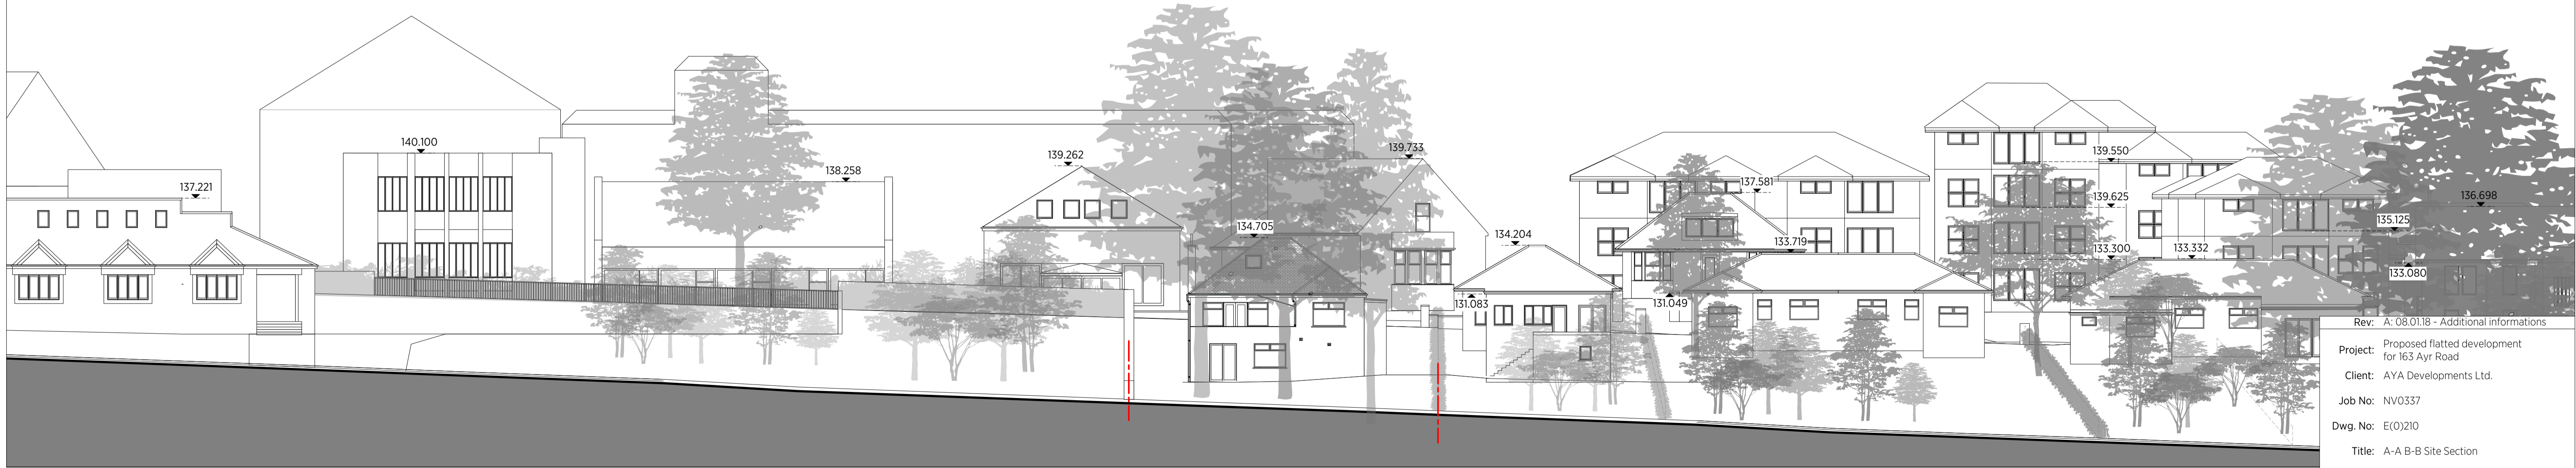 137.221
140.100
138.258
139.262
134.705
139.733
134.204
131.083
131.049
137.581
133.719
139.550
139.625
133.300
133.332
135.125
133.080
136.698
Rev: A: 08.01.18 - Additional informations
Project: Proposed flatted development
for 163 Ayr Road
Client: AYA Developments Ltd.
Job No: NV0337
Dwg. No: E(0)210
Title: A-A B-B Site Section